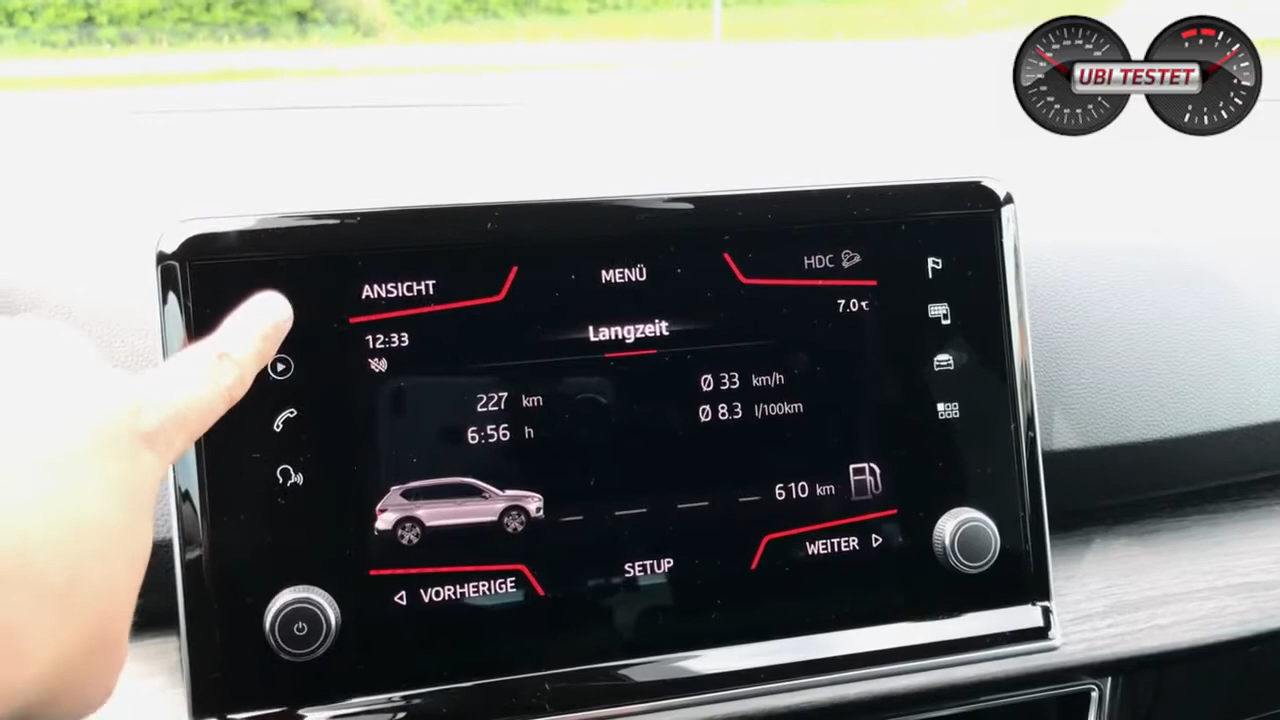 UBI TESTET
ANSICHT
MENÜ
HDC
12:33
Langzeit
7.0°C
227 km
6:56 h
Ø 33 km/h
Ø 8.3 l/100km
610 km
VORHERIGE
SETUP
WEITER